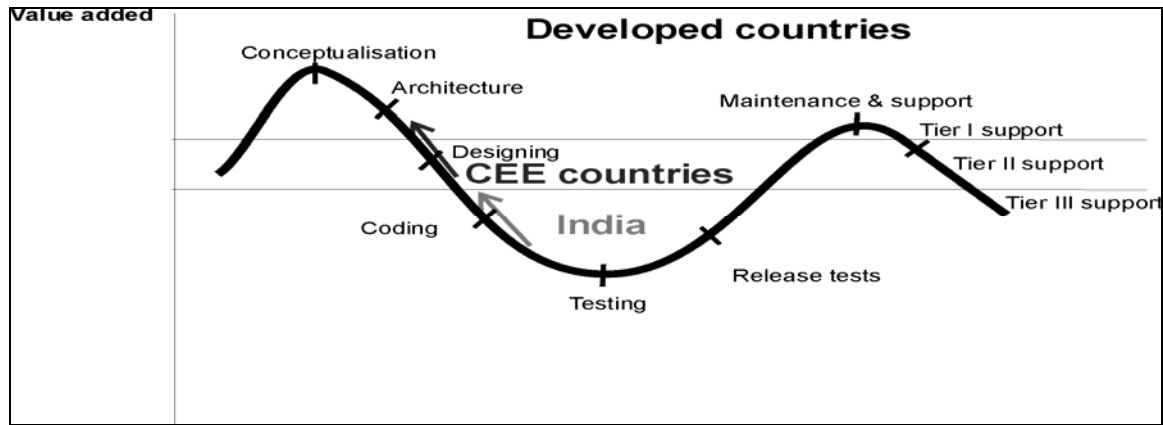 Value added
Developed countries
Conceptualisation
Architecture
Maintenance & support
Tier I support
Designing
Tier II support
CEE countries
Tier III support
India
Coding
Release tests
Testing